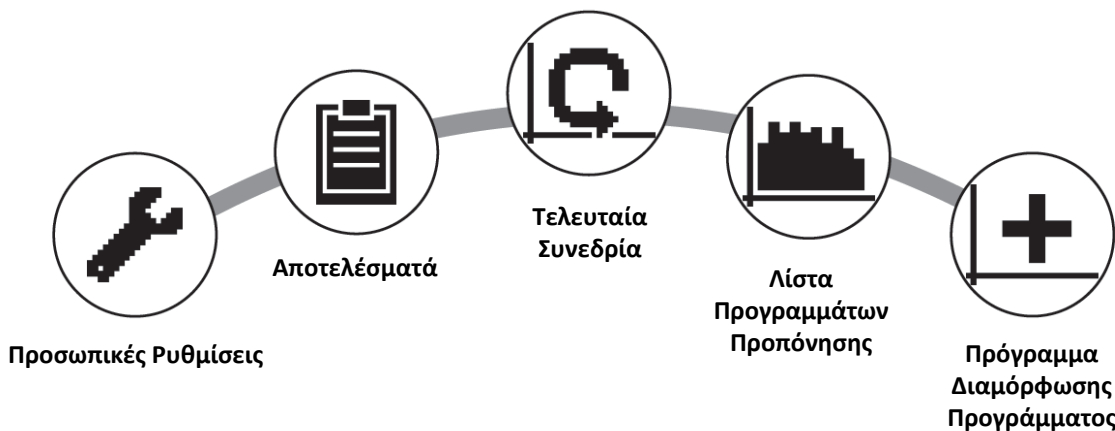 Προσωπικές Ρυθμίσεις
Αποτελέσματά
Τελευταία
Συνεδρία
Λίστα
Προγραμμάτων
Προπόνησης
Πρόγραμμα
Διαμόρφωσης
Προγράμματος